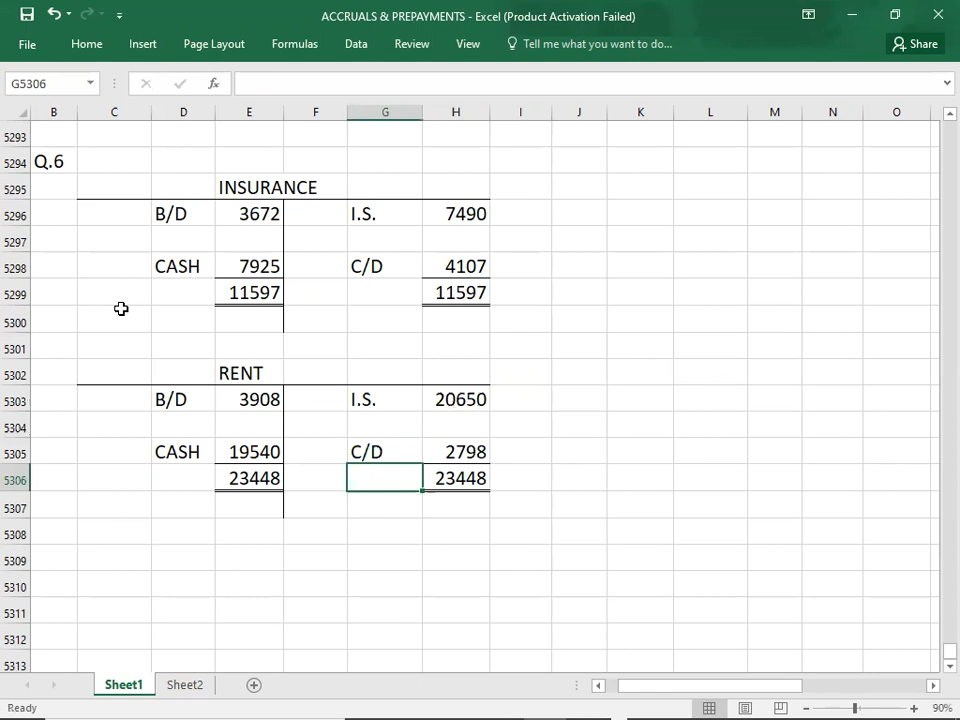 ACCRUALS & PREPAYMENTS - Excel (Product Activation Failed)
File Home Insert Page Layout Formulas Data Review View Tell me what you want to do... Share
G5306 fx
B C D E F G H I J K L M N O
5293
5294 Q.6
5295 INSURANCE
5296 B/D 3672 I.S. 7490
5297
5298 CASH 7925 C/D 4107
5299 11597 11597
5300
5301
5302 RENT
5303 B/D 3908 I.S. 20650
5304
5305 CASH 19540 C/D 2798
5306 23448 23448
5307
5308
5309
5310
5311
5312
5313
Sheet1 Sheet2
Ready 90%